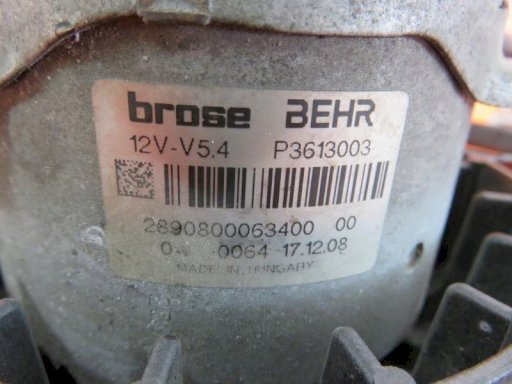 brose BEHR
12V-V5.4 P3613003
2890800063400 00
0064 17.12.08
MADE IN HUNGARY